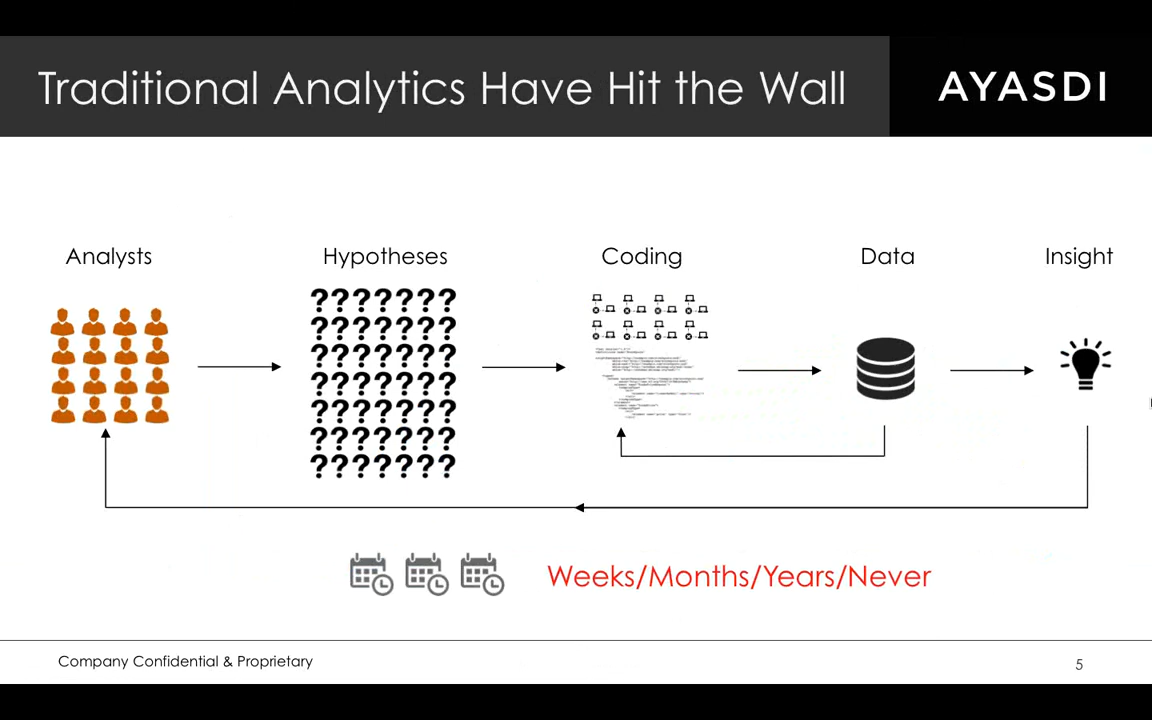 Traditional Analytics Have Hit the Wall
AYASDI
Analysts
Hypotheses
Coding
Data
Insight
???????
???????
???????
???????
???????
???????
???????
Weeks/Months/Years/Never
Company Confidential & Proprietary
5